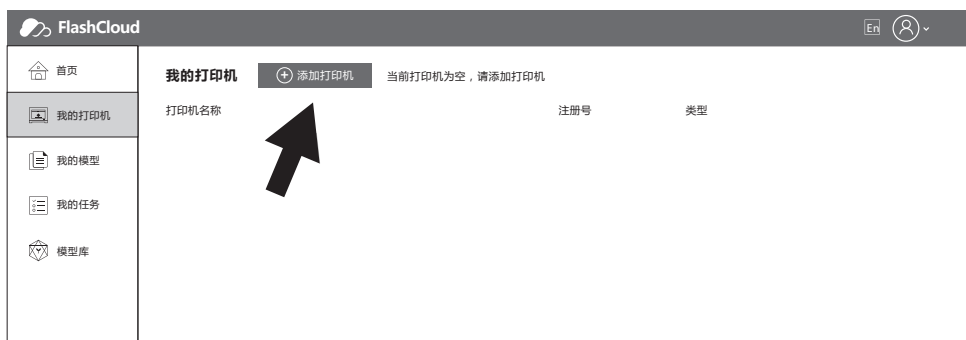 FlashCloud
En
首页
我的打印机
我的模型
我的任务
模型库
我的打印机 添加打印机 当前打印机为空，请添加打印机
打印机名称 注册号 类型